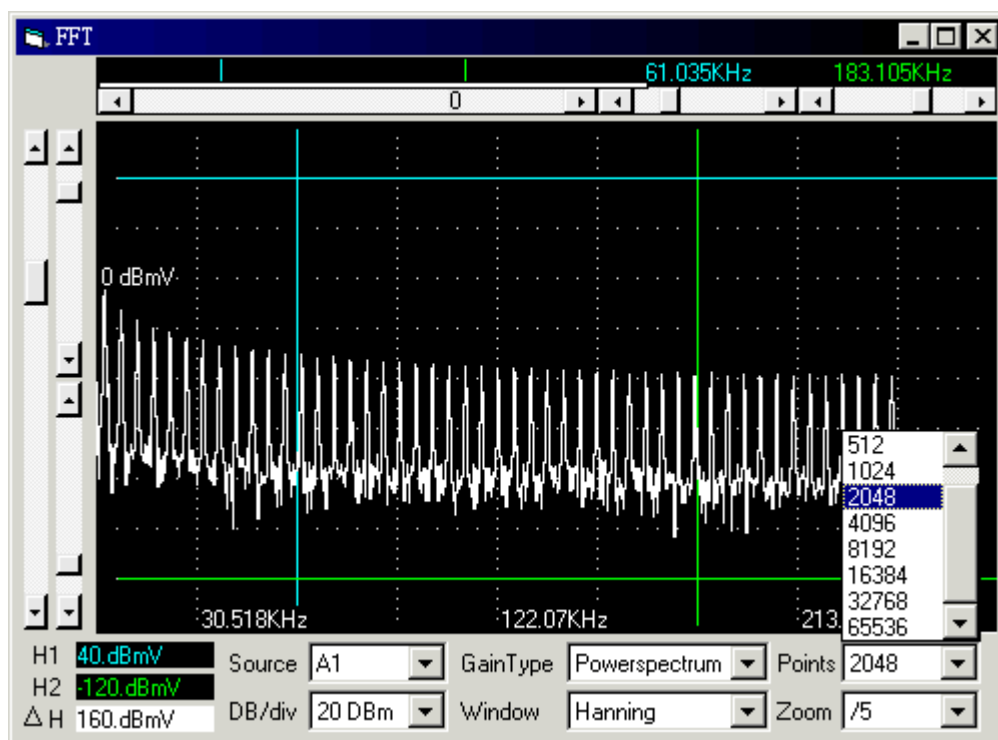 FFT
61.035KHz 183.105KHz
0
0 dBmV
30.518KHz 122.07KHz 213.
512
1024
2048
4096
8192
16384
32768
65536
H1 40.dBmV Source A1 GainType Powerspectrum Points 2048
H2 -120.dBmV
△H 160.dBmV DB/div 20 DBm Window Hanning Zoom /5